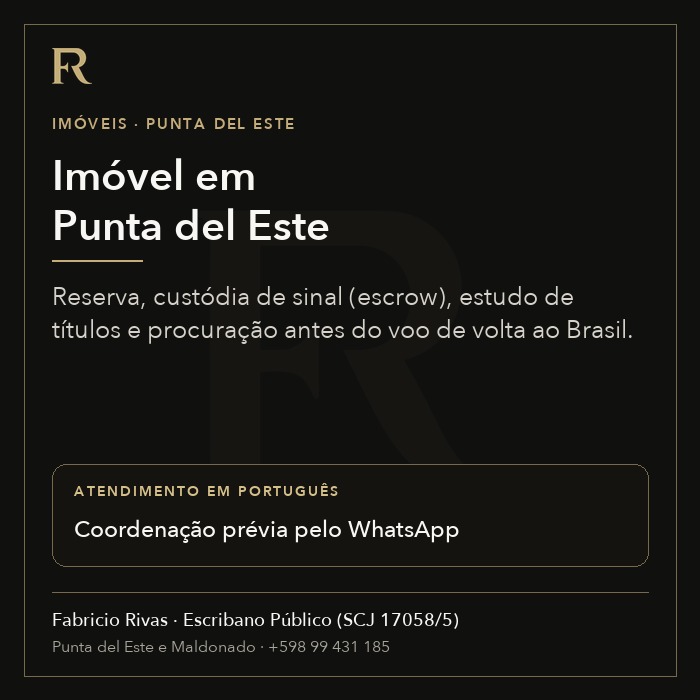 FR
IMÓVEIS · PUNTA DEL ESTE
Imóvel em
Punta del Este
Reserva, custódia de sinal (escrow), estudo de
títulos e procuração antes do voo de volta ao Brasil.
ATENDIMENTO EM PORTUGUÊS
Coordenação prévia pelo WhatsApp
Fabricio Rivas · Escribano Público (SCJ 17058/5)
Punta del Este e Maldonado · +598 99 431 185